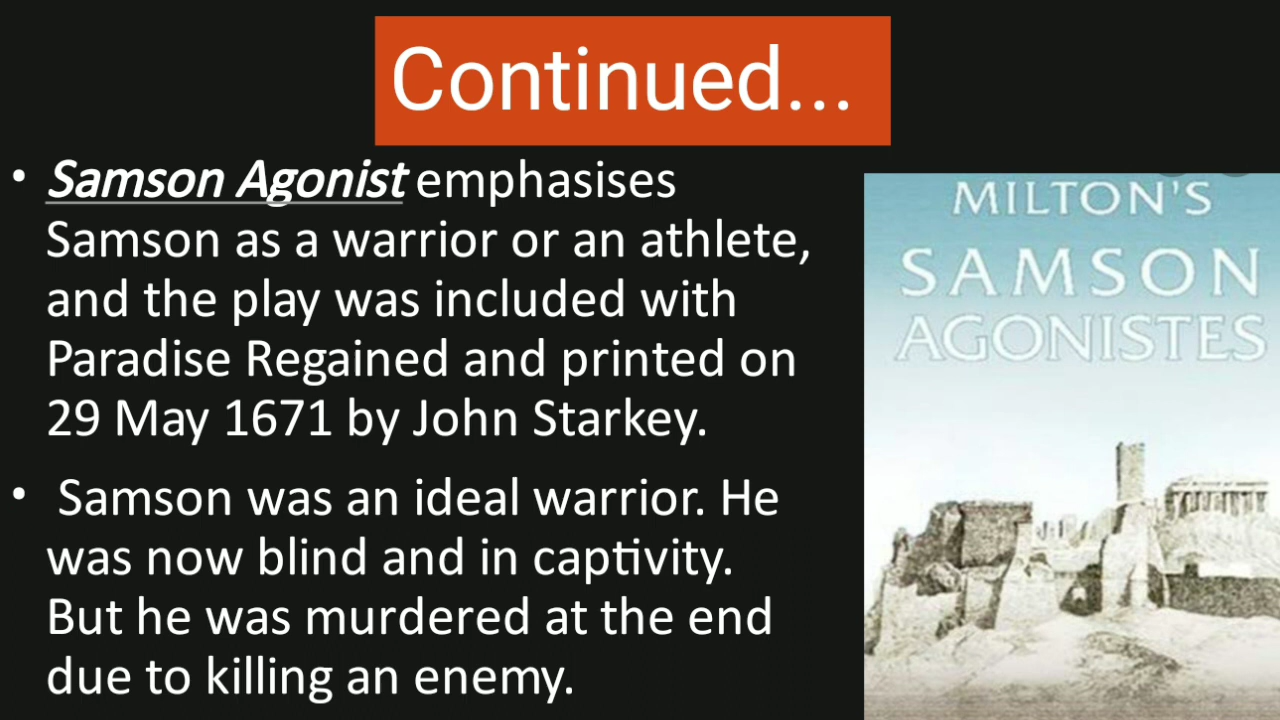 Continued...
• Samson Agonist emphasises
Samson as a warrior or an athlete,
and the play was included with
Paradise Regained and printed on
29 May 1671 by John Starkey.
• Samson was an ideal warrior. He
was now blind and in captivity.
But he was murdered at the end
due to killing an enemy.
MILTON'S
SAMSON
AGONISTES